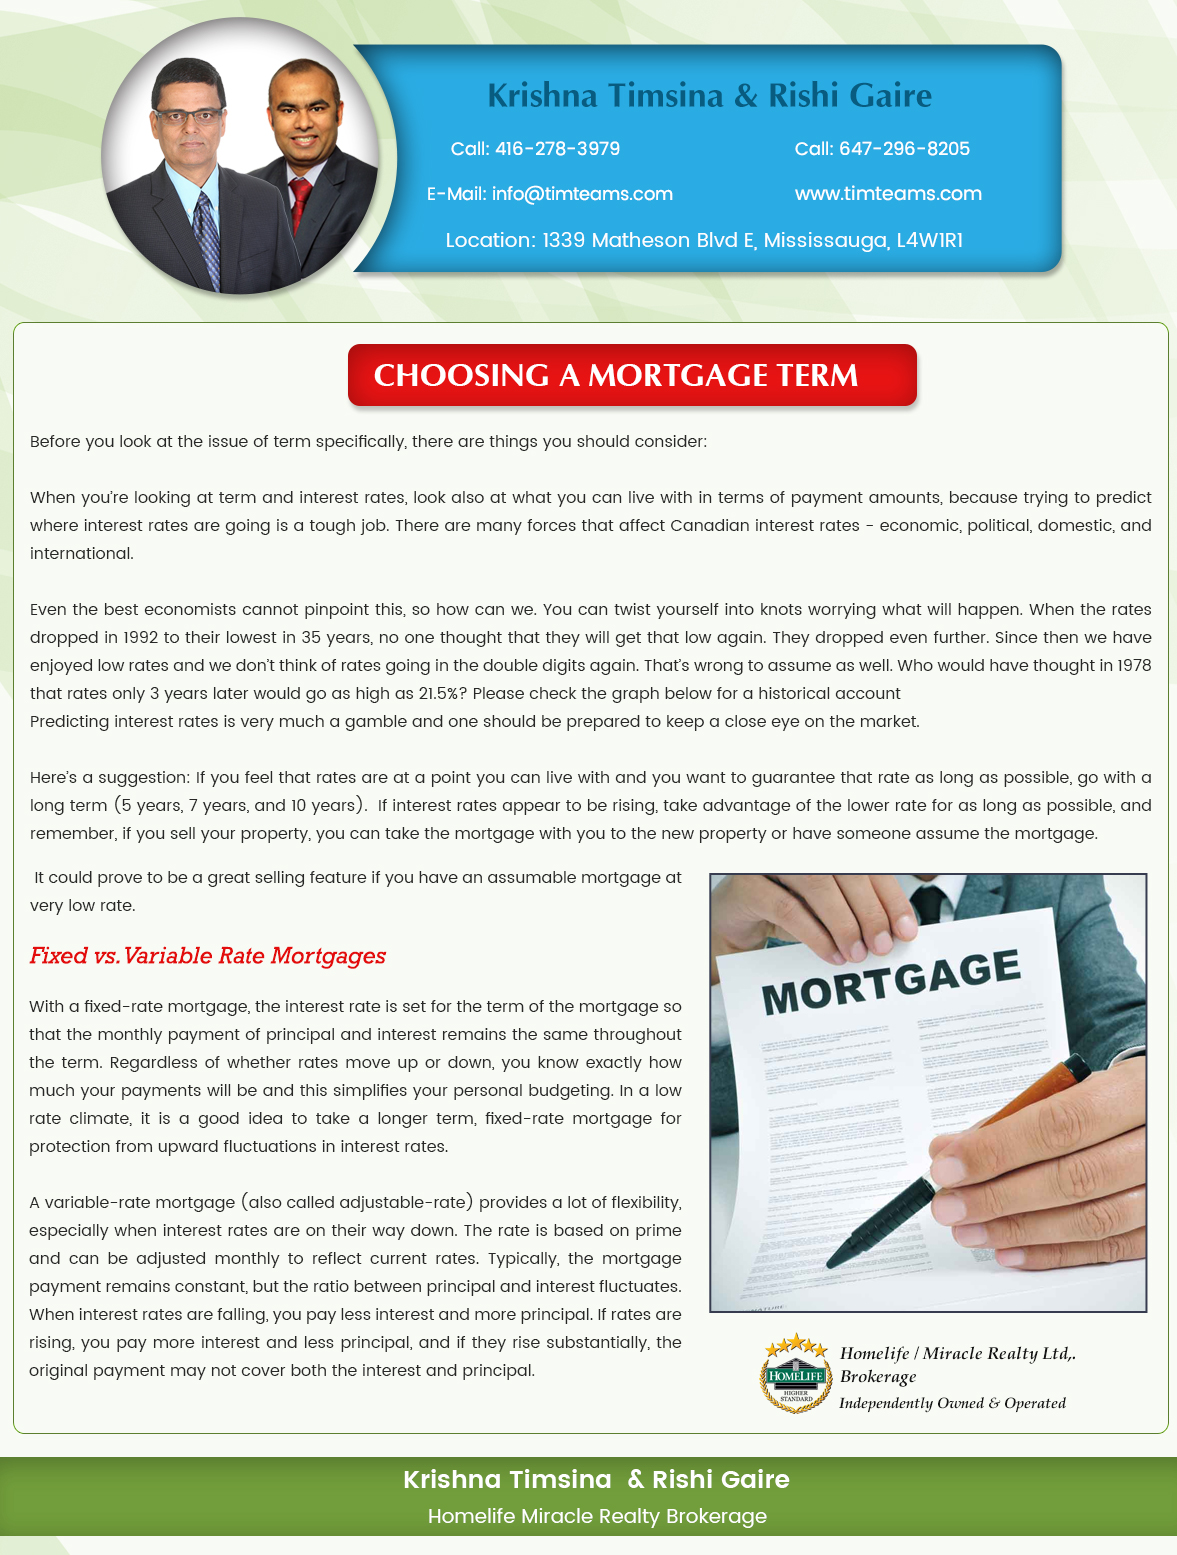 Krishna Timsina & Rishi Gaire
Call: 416-278-3979
Call: 647-296-8205
E-Mail: info@timteams.com
www.timteams.com
Location: 1339 Matheson Blvd E, Mississauga, L4W1R1
CHOOSING A MORTGAGE TERM
Before you look at the issue of term specifically, there are things you should consider:
When you're looking at term and interest rates, look also at what you can live with in terms of payment amounts, because trying to predict
where interest rates are going is a tough job. There are many forces that affect Canadian interest rates - economic, political, domestic, and
international.
Even the best economists cannot pinpoint this, so how can we. You can twist yourself into knots worrying what will happen. When the rates
dropped in 1992 to their lowest in 35 years, no one thought that they will get that low again. They dropped even further. Since then we have
enjoyed low rates and we don't think of rates going in the double digits again. That's wrong to assume as well. Who would have thought in 1978
that rates only 3 years later would go as high as 21.5%? Please check the graph below for a historical account
Predicting interest rates is very much a gamble and one should be prepared to keep a close eye on the market.
Here's a suggestion: If you feel that rates are at a point you can live with and you want to guarantee that rate as long as possible, go with a
long term (5 years, 7 years, and 10 years).  If interest rates appear to be rising, take advantage of the lower rate for as long as possible, and
remember, if you sell your property, you can take the mortgage with you to the new property or have someone assume the mortgage.
It could prove to be a great selling feature if you have an assumable mortgage at
very low rate.
Fixed vs. Variable Rate Mortgages
With a fixed-rate mortgage, the interest rate is set for the term of the mortgage so
that the monthly payment of principal and interest remains the same throughout
the term. Regardless of whether rates move up or down, you know exactly how
much your payments will be and this simplifies your personal budgeting. In a low
rate climate, it is a good idea to take a longer term, fixed-rate mortgage for
protection from upward fluctuations in interest rates.
A variable-rate mortgage (also called adjustable-rate) provides a lot of flexibility,
especially when interest rates are on their way down. The rate is based on prime
and can be adjusted monthly to reflect current rates. Typically, the mortgage
payment remains constant, but the ratio between principal and interest fluctuates.
When interest rates are falling, you pay less interest and more principal. If rates are
rising, you pay more interest and less principal, and if they rise substantially, the
original payment may not cover both the interest and principal.
MORTGAGE
HOMELIFE
HIGHER
STANDARD
Homelife / Miracle Realty Ltd,.
Brokerage
Independently Owned & Operated
Krishna Timsina  & Rishi Gaire
Homelife Miracle Realty Brokerage